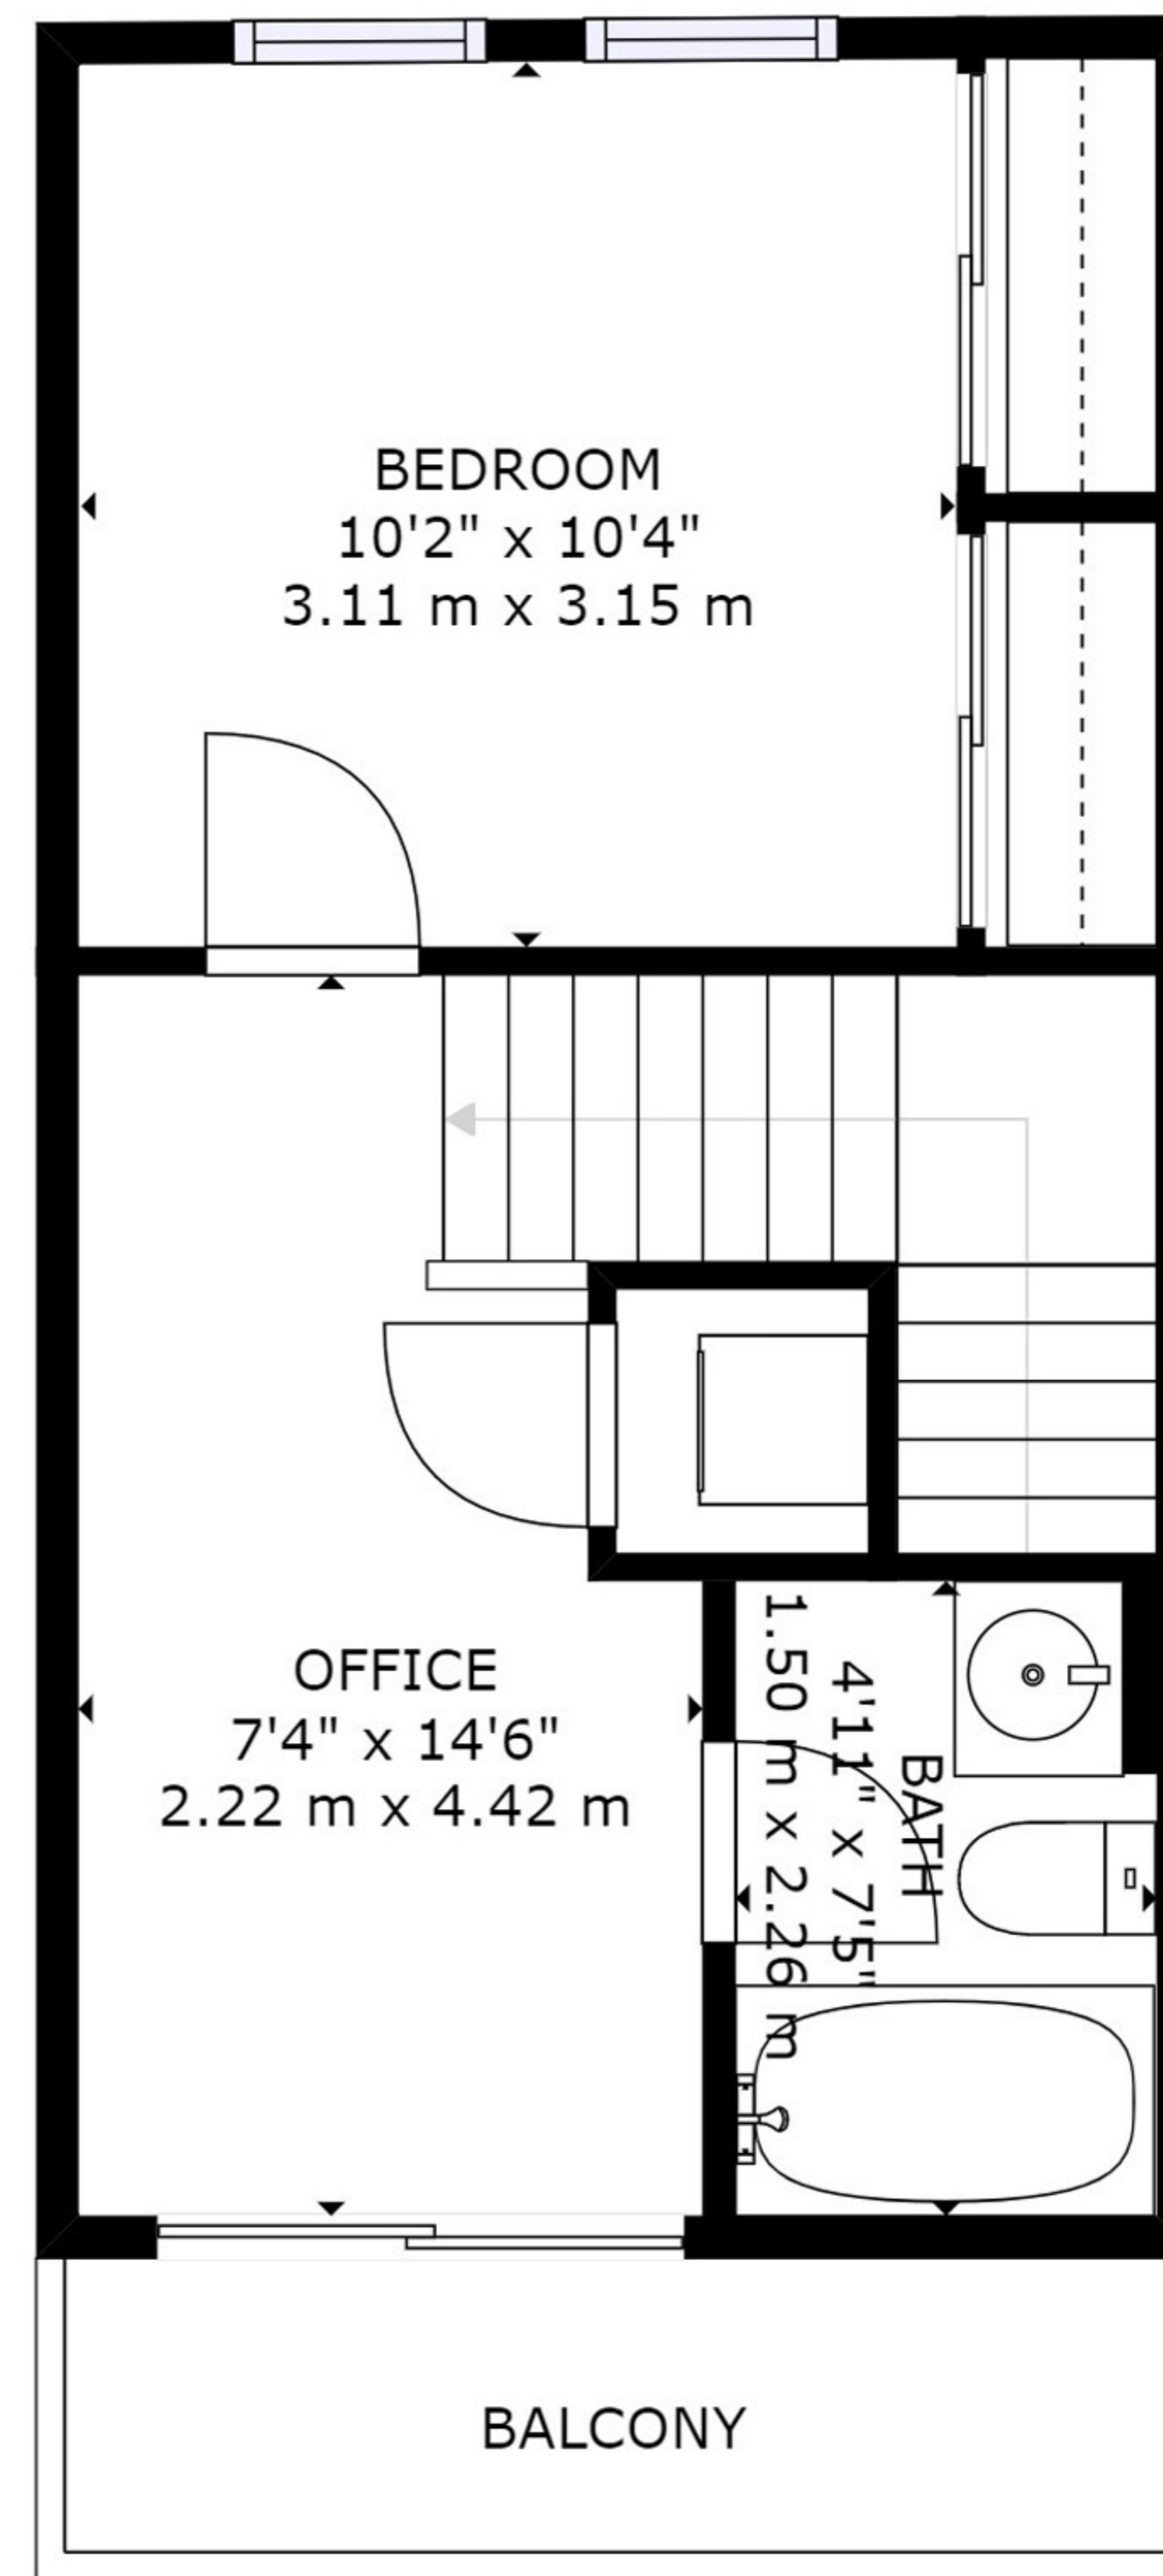 BEDROOM
10'2" x 10'4"
3.11 m x 3.15 m
OFFICE
7'4" x 14'6"
2.22 m x 4.42 m
BATH
4'11" x 7'5"
1.50 m x 2.26 m
BALCONY